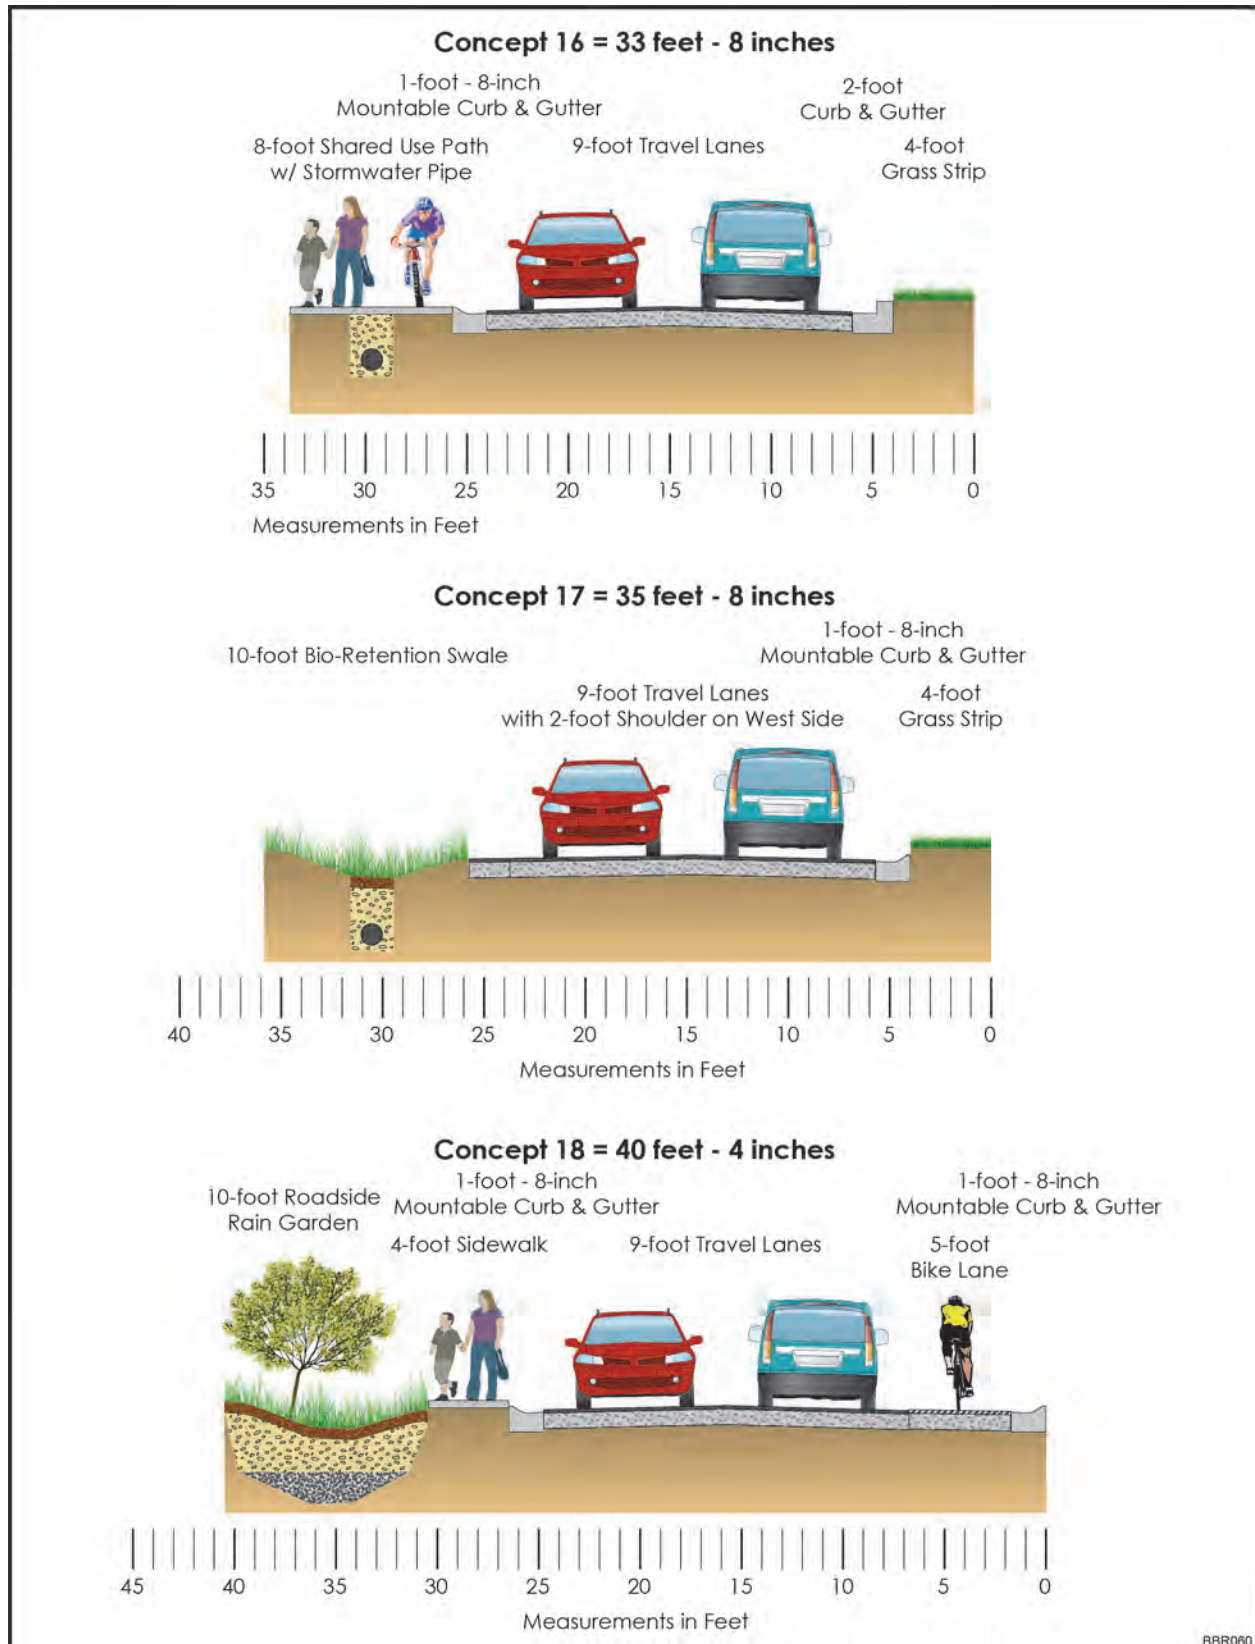 Concept 16 = 33 feet - 8 inches
1-foot - 8-inch
Mountable Curb & Gutter
2-foot
Curb & Gutter
8-foot Shared Use Path
w/ Stormwater Pipe
9-foot Travel Lanes
4-foot
Grass Strip
35 30 25 20 15 10 5 0
Measurements in Feet
Concept 17 = 35 feet - 8 inches
10-foot Bio-Retention Swale
1-foot - 8-inch
Mountable Curb & Gutter
9-foot Travel Lanes
with 2-foot Shoulder on West Side
4-foot
Grass Strip
40 35 30 25 20 15 10 5 0
Measurements in Feet
Concept 18 = 40 feet - 4 inches
10-foot Roadside
Rain Garden
1-foot - 8-inch
Mountable Curb & Gutter
1-foot - 8-inch
Mountable Curb & Gutter
4-foot Sidewalk
9-foot Travel Lanes
5-foot
Bike Lane
45 40 35 30 25 20 15 10 5 0
Measurements in Feet
BBR060